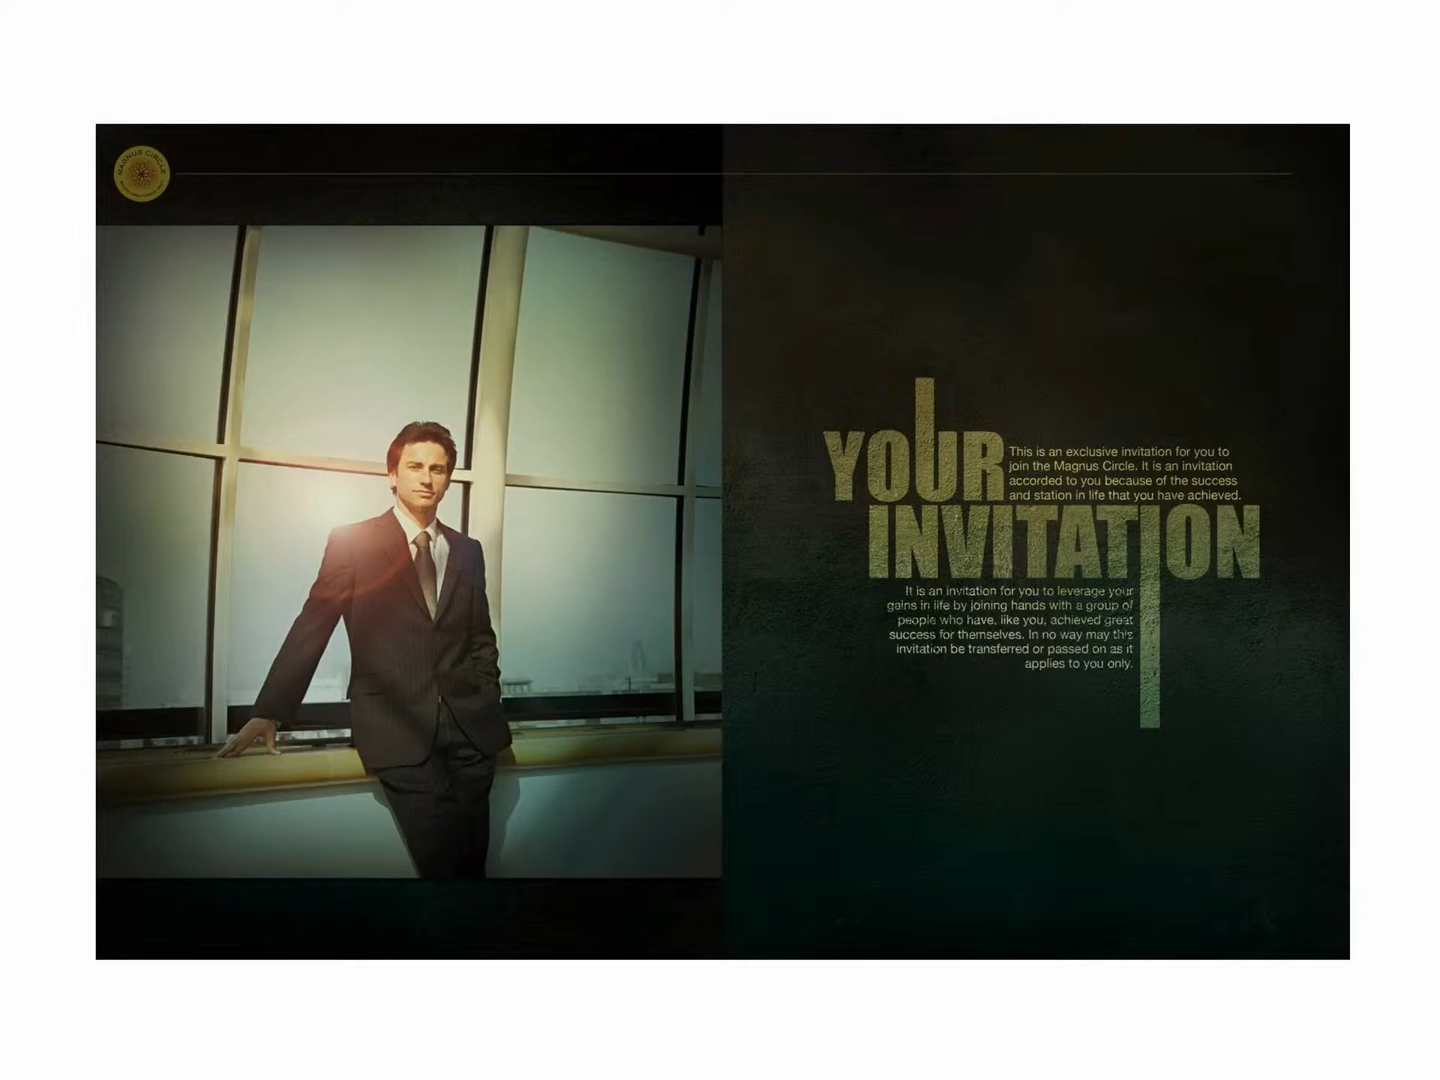 MAGNUS CIRCLE
YOUR
This is an exclusive invitation for you to
join the Magnus Circle. It is an invitation
accorded to you because of the success
and station in life that you have achieved.
INVITATION
It is an invitation for you to leverage your
gains in life by joining hands with a group of
people who have, like you, achieved great
success for themselves. In no way may this
invitation be transferred or passed on as it
applies to you only.